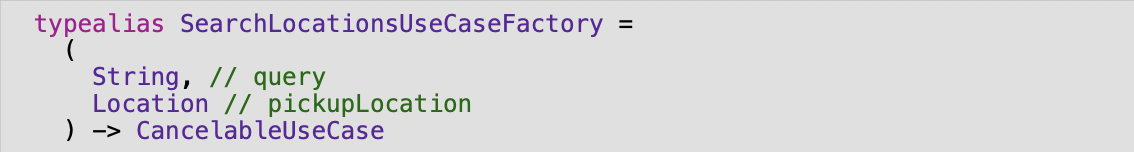 typealias SearchLocationsUseCaseFactory =
(
String, // query
Location // pickupLocation
) -> CancelableUseCase